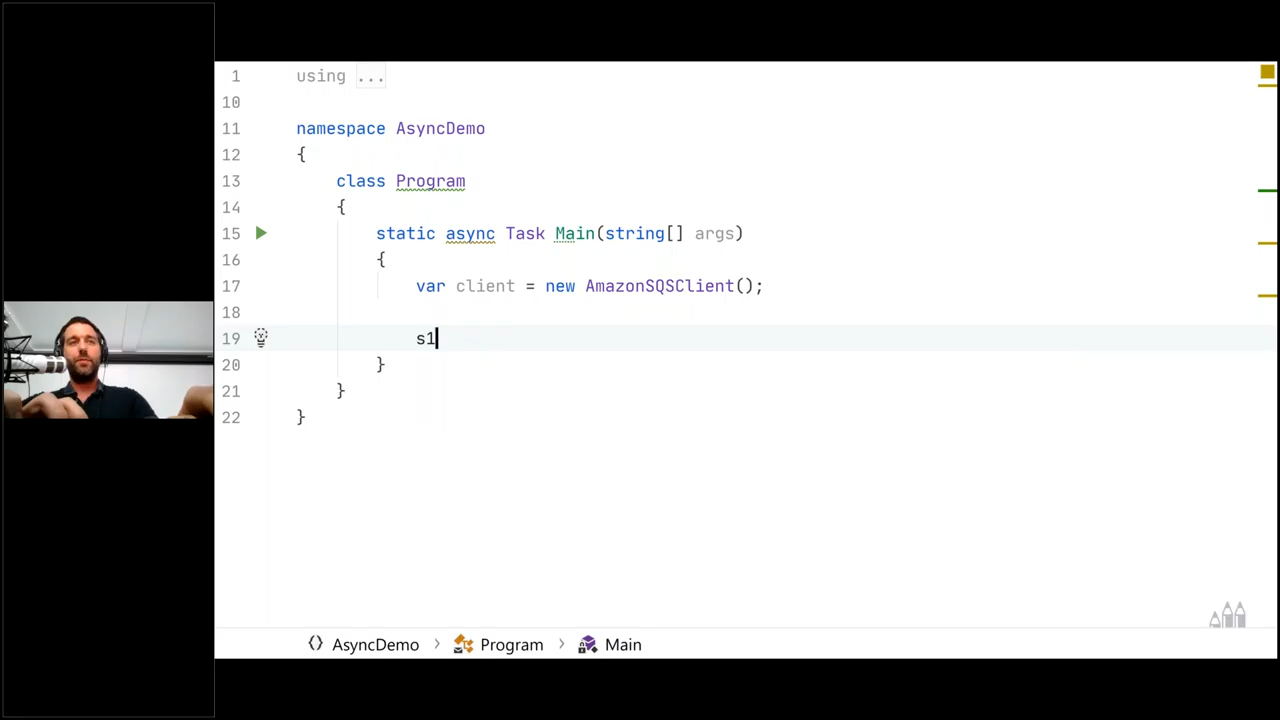 1 using ...
10
11 namespace AsyncDemo
12 {
13 class Program
14 {
15 static async Task Main(string[] args)
16 {
17 var client = new AmazonSQSClient();
18
19 s1
20 }
21 }
22 }
AsyncDemo > Program > Main